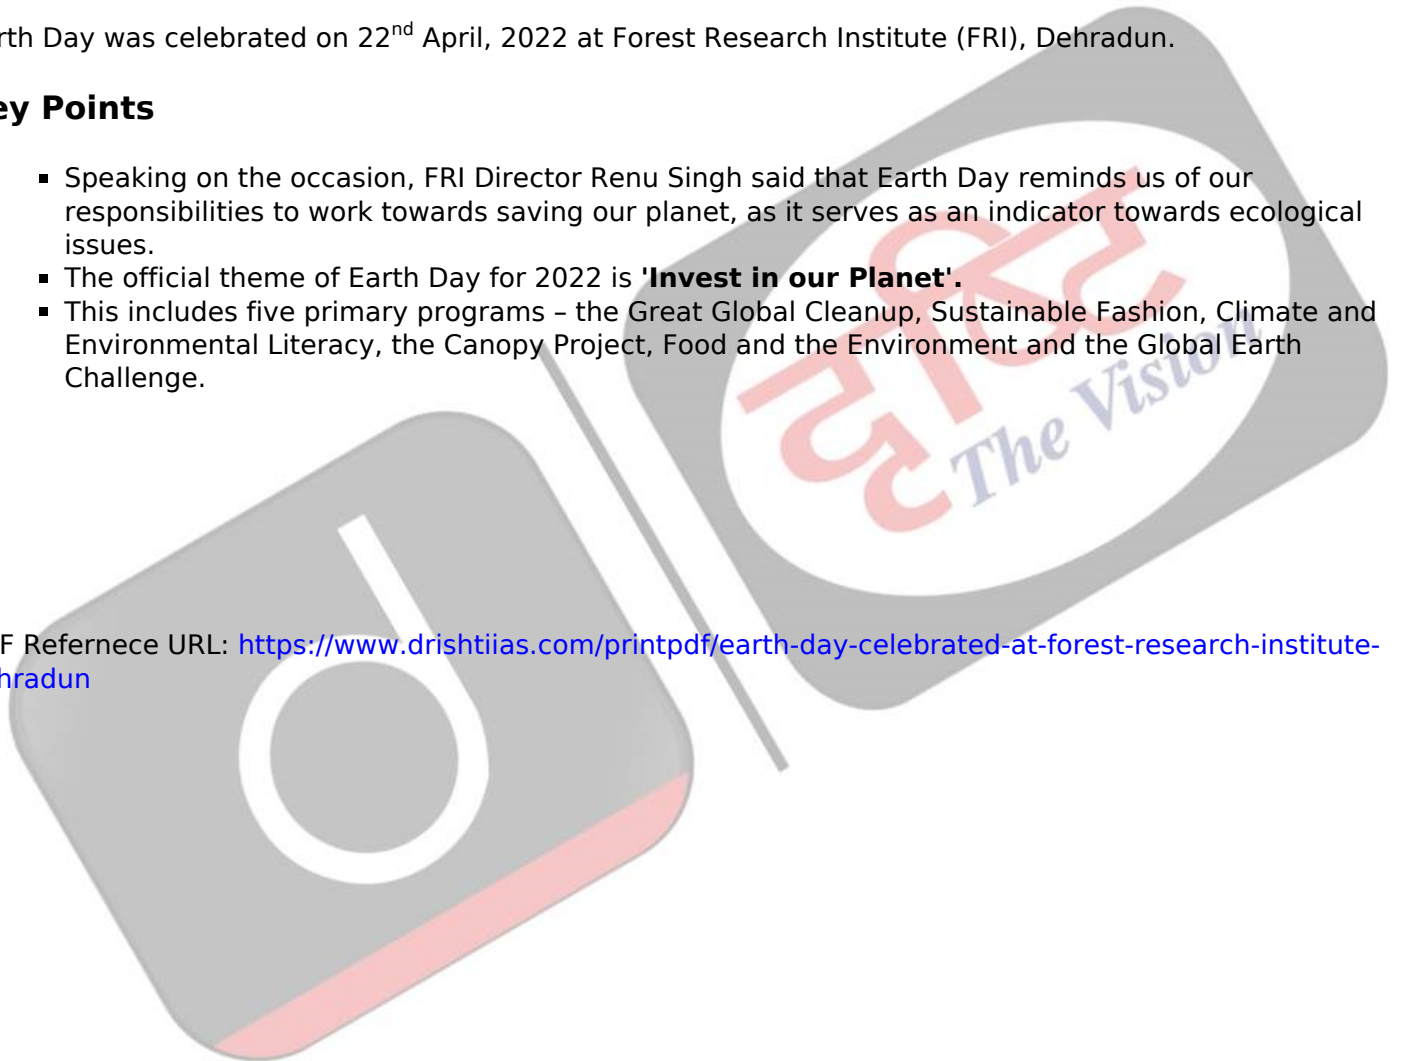 rth Day was celebrated on 22nd April, 2022 at Forest Research Institute (FRI), Dehradun.
ey Points
▪ Speaking on the occasion, FRI Director Renu Singh said that Earth Day reminds us of our
responsibilities to work towards saving our planet, as it serves as an indicator towards ecological
issues.
▪ The official theme of Earth Day for 2022 is 'Invest in our Planet'.
▪ This includes five primary programs – the Great Global Cleanup, Sustainable Fashion, Climate and
Environmental Literacy, the Canopy Project, Food and the Environment and the Global Earth
Challenge.
दृष्टि
The Vision
d
F Refernece URL: https://www.drishtiias.com/printpdf/earth-day-celebrated-at-forest-research-institute-
hradun